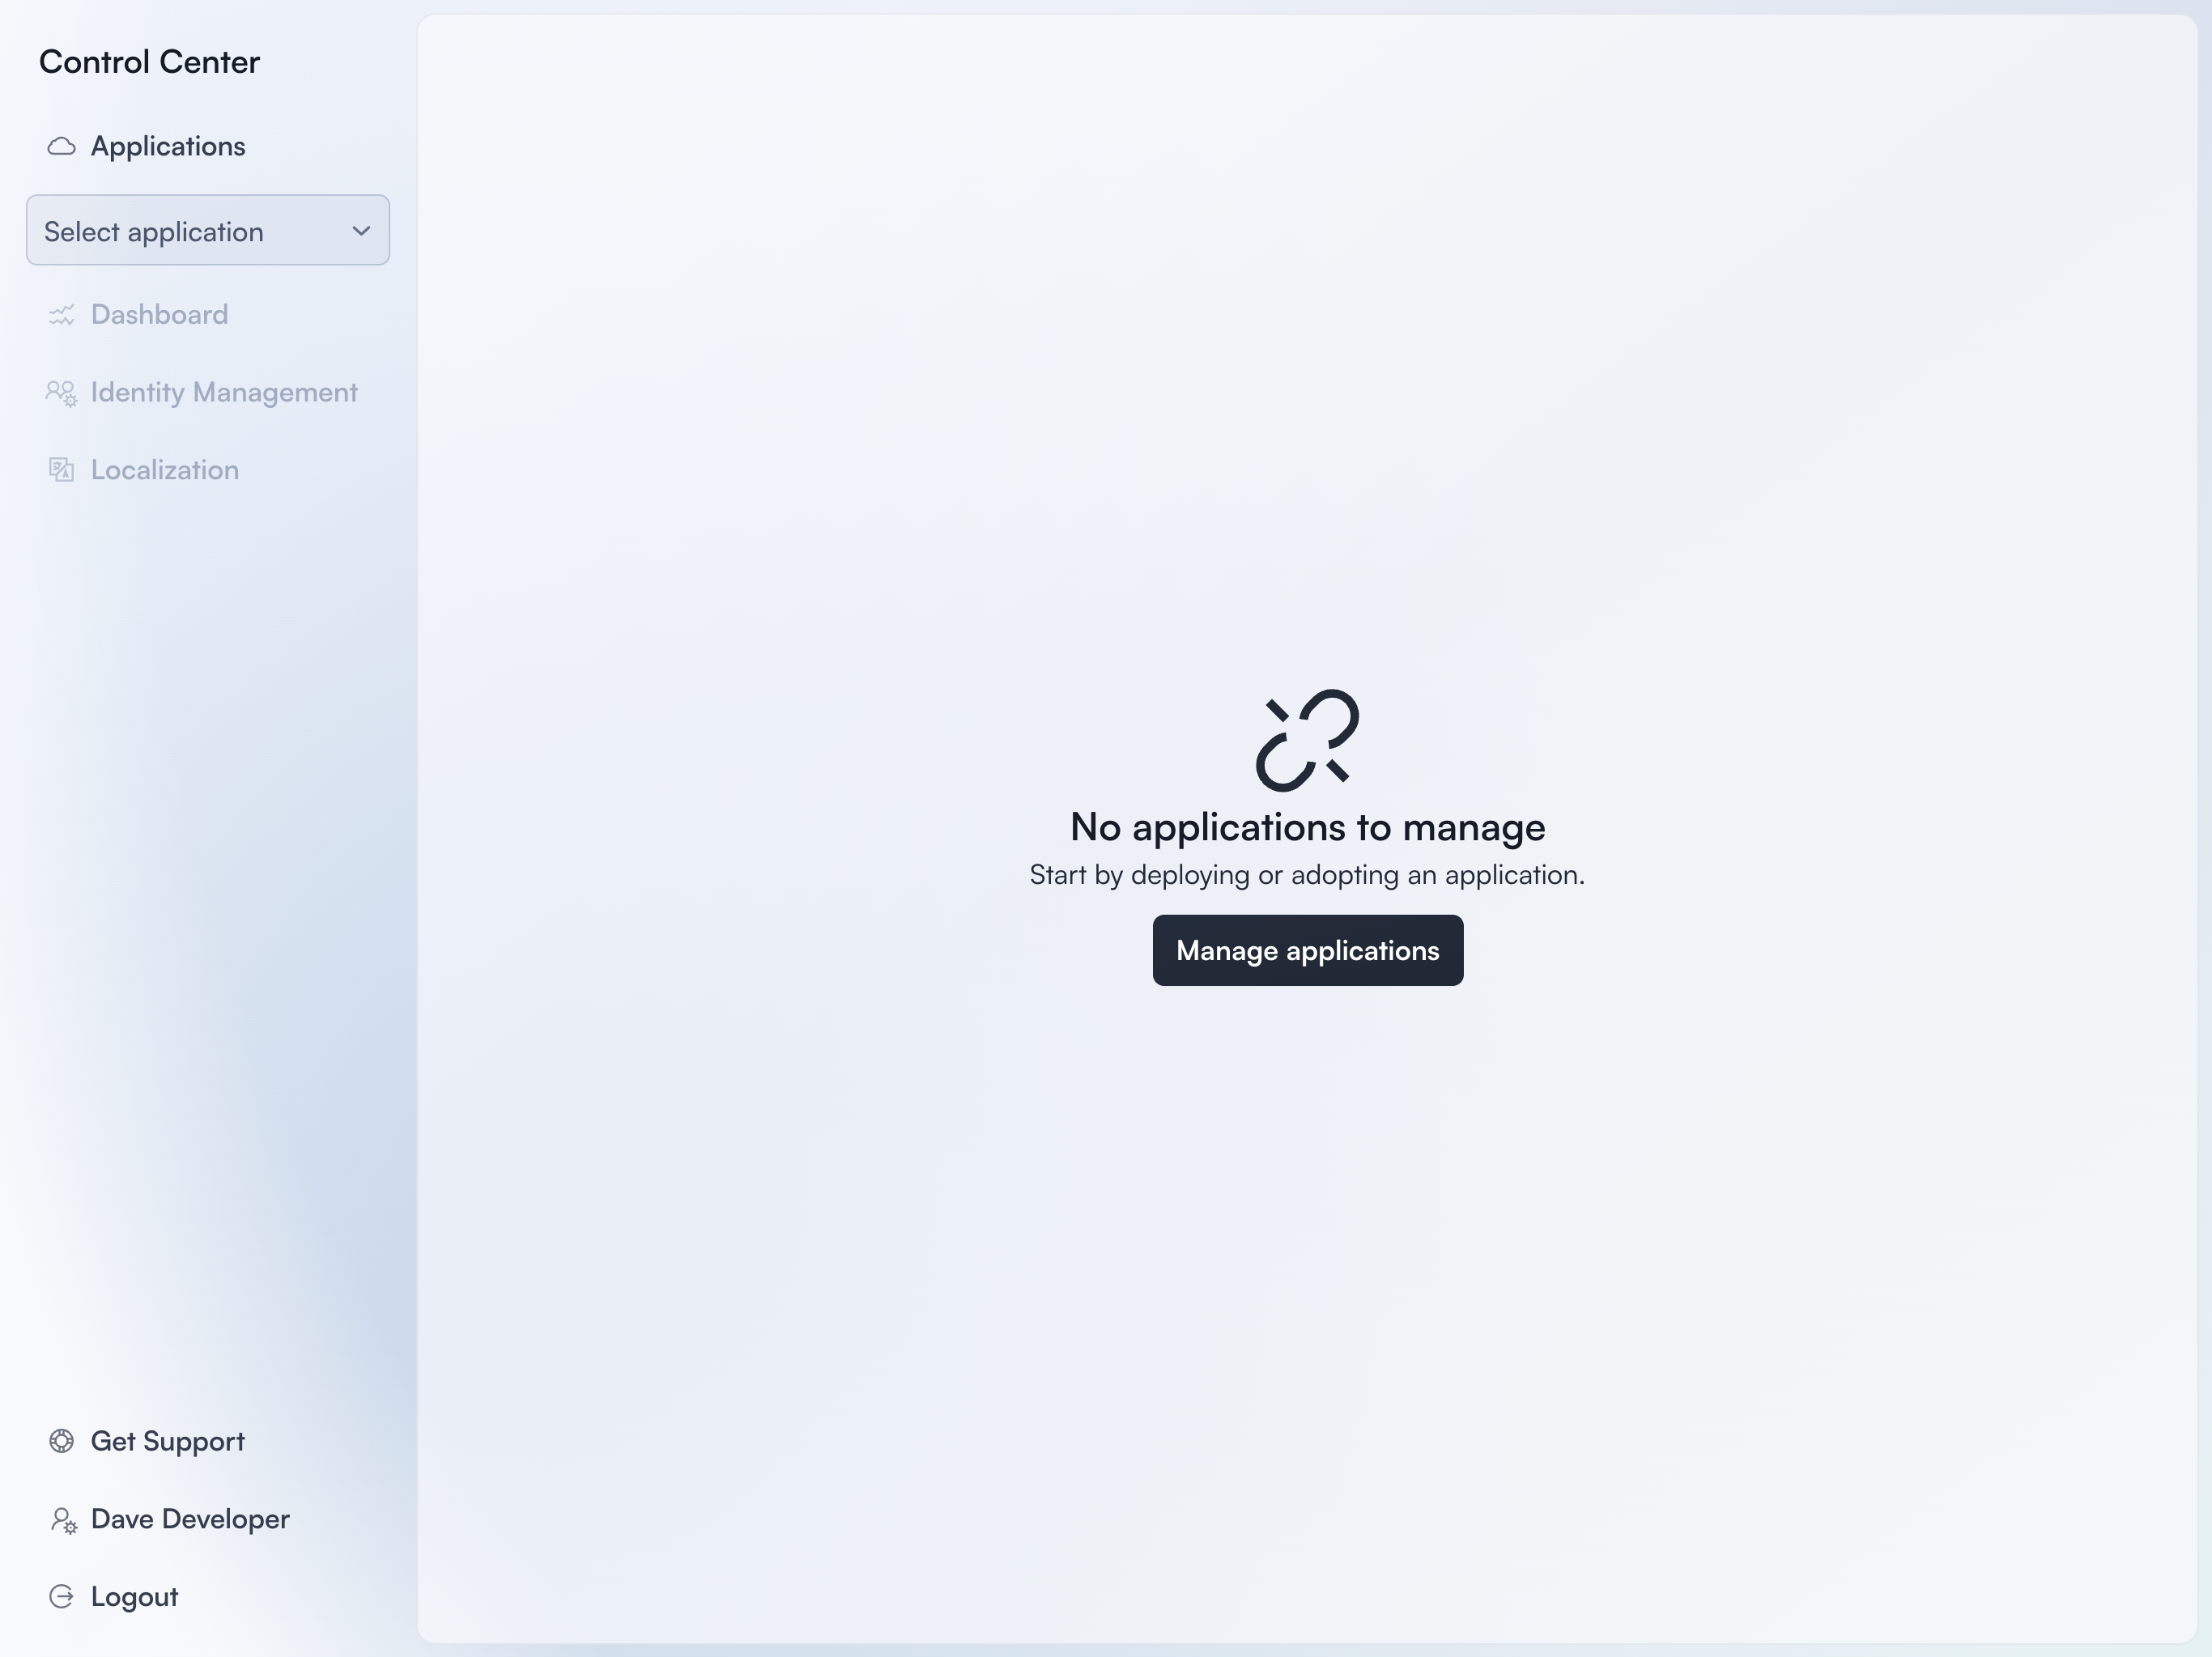 Control Center
Applications
Select application
Dashboard
Identity Management
Localization
No applications to manage
Start by deploying or adopting an application.
Manage applications
Get Support
Dave Developer
Logout